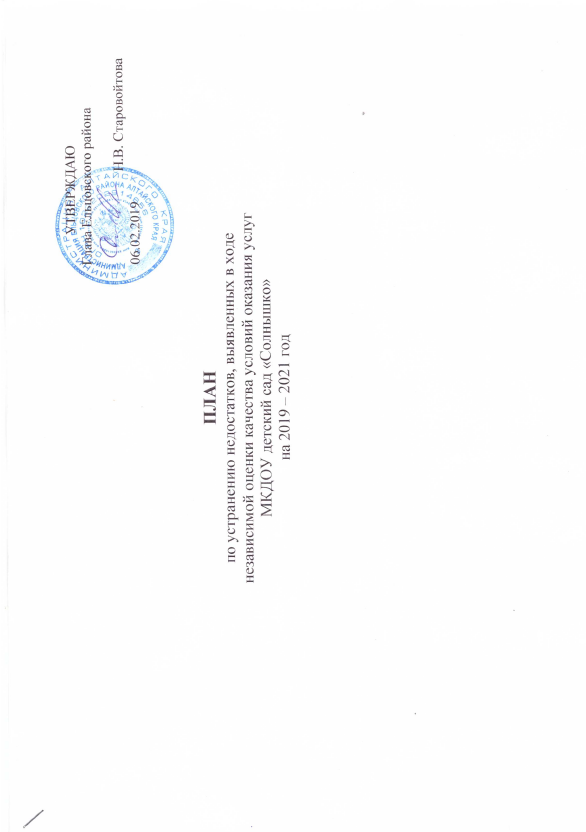 УТВЕРЖДАЮ
Глава Ельцовского района
Н.В. Старовойтова
06.02.2019
ПЛАН
по устранению недостатков, выявленных в ходе
независимой оценки качества условий оказания услуг
МКДОУ детский сад «Солнышко»
на 2019 – 2021 год